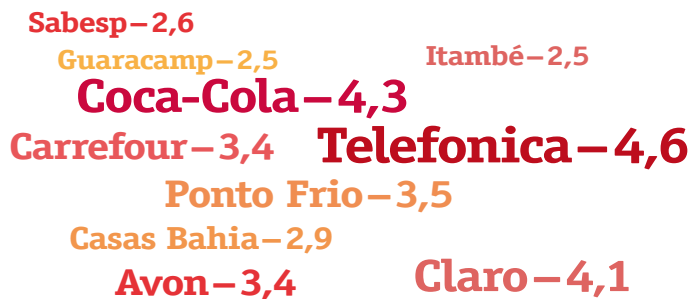 Sabesp – 2,6
Guaracamp – 2,5
Itambé – 2,5
Coca-Cola – 4,3
Carrefour – 3,4
Telefonica – 4,6
Ponto Frio – 3,5
Casas Bahia – 2,9
Avon – 3,4
Claro – 4,1